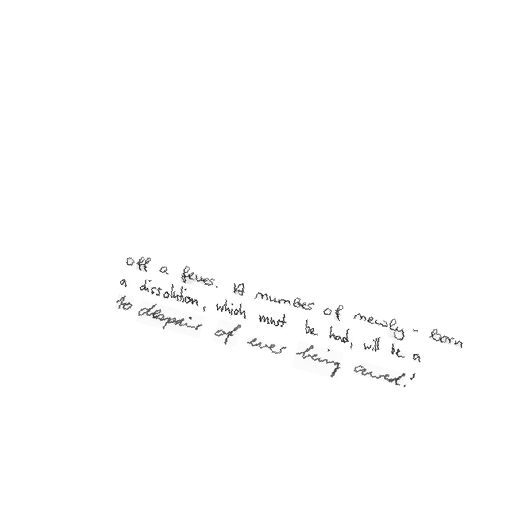 off a fever. A number of newly-born
a dissolution, which must be had, will be a
to despair of ever being cured!'